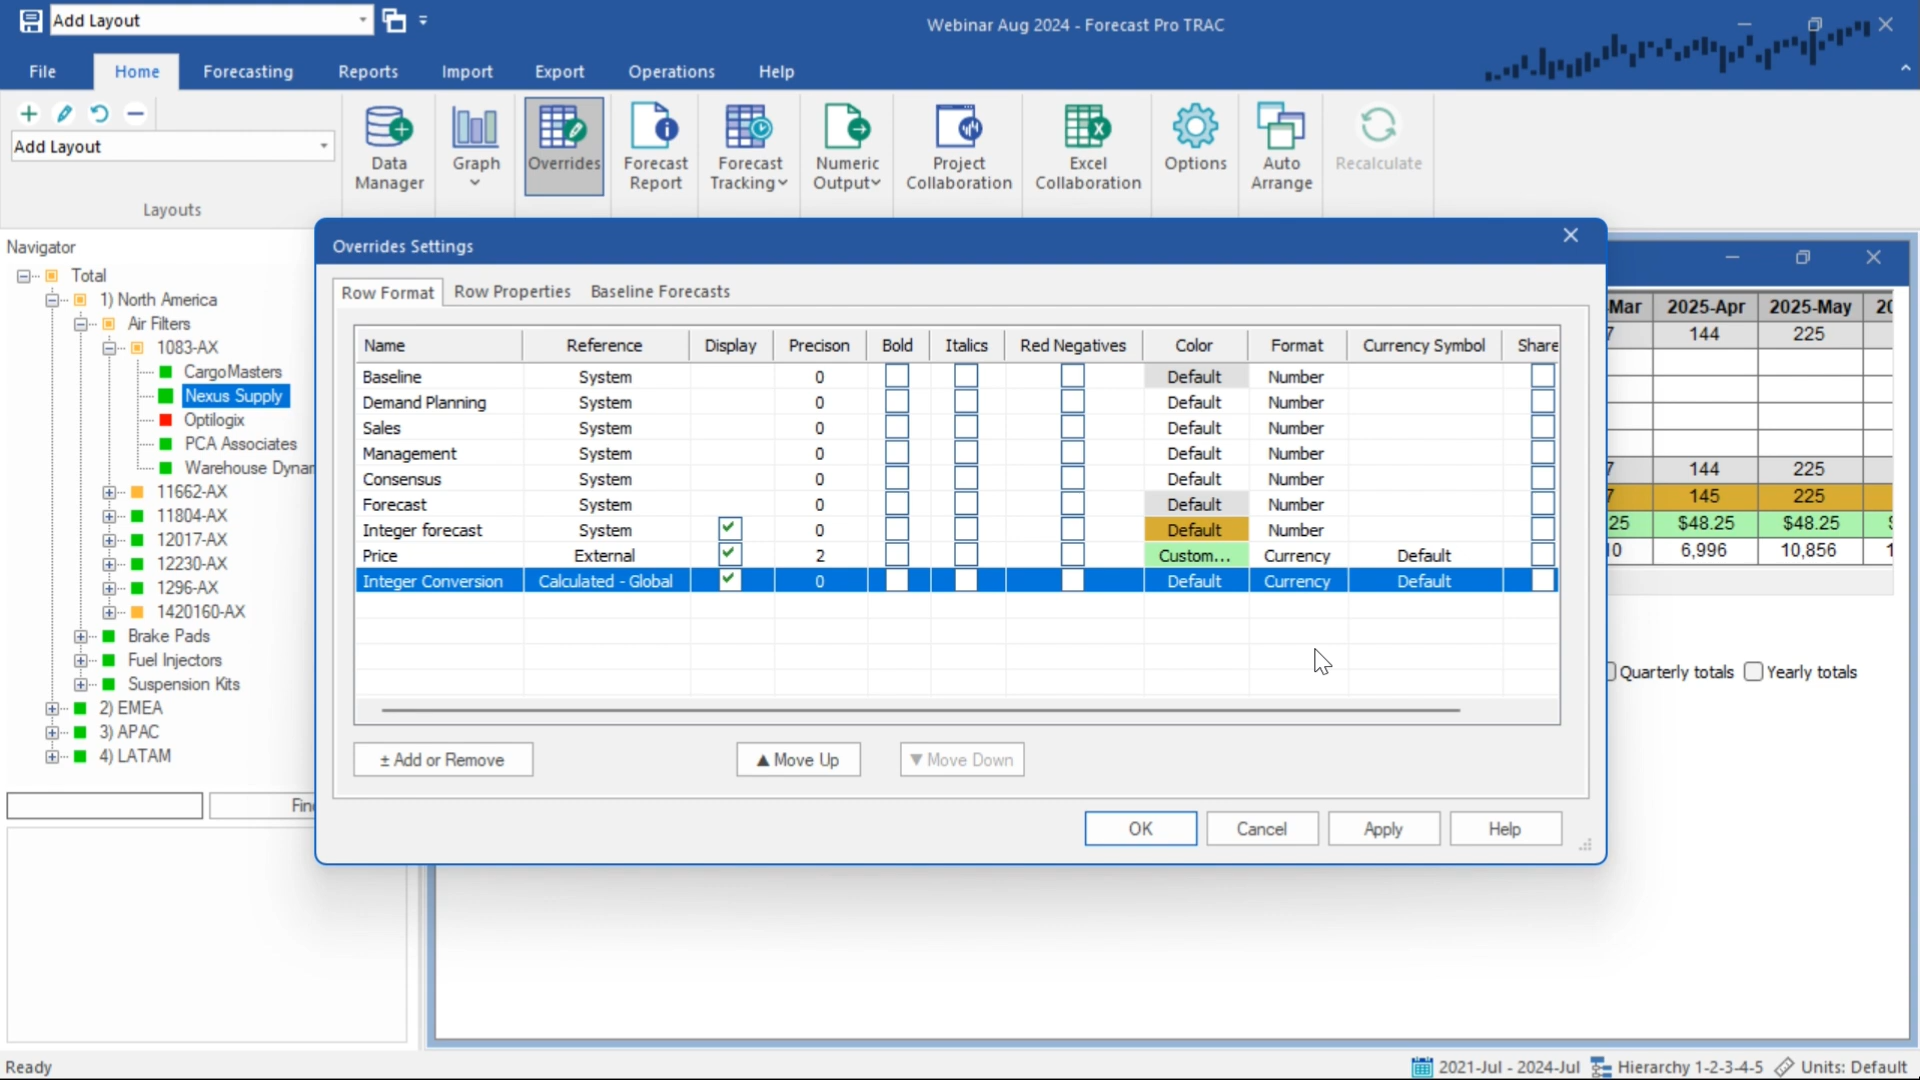 Add Layout
Webinar Aug 2024 - Forecast Pro TRAC
File Home Forecasting Reports Import Export Operations Help
Add Layout
Layouts
Data Manager
Graph
Overrides
Forecast Report
Forecast Tracking
Numeric Output
Project Collaboration
Excel Collaboration
Options
Auto Arrange
Recalculate
Navigator
Total
1) North America
Air Filters
1083-AX
CargoMasters
Nexus Supply
Optilogix
PCA Associates
Warehouse Dynar
11662-AX
11804-AX
12017-AX
12230-AX
1296-AX
1420160-AX
Brake Pads
Fuel Injectors
Suspension Kits
2) EMEA
3) APAC
4) LATAM
Overrides Settings
Row Format Row Properties Baseline Forecasts
Name Reference Display Precison Bold Italics Red Negatives Color Format Currency Symbol Share
Baseline System 0 Default Number
Demand Planning System 0 Default Number
Sales System 0 Default Number
Management System 0 Default Number
Consensus System 0 Default Number
Forecast System 0 Default Number
Integer forecast System 0 Default Number
Price External 2 Custom... Currency Default
Integer Conversion Calculated - Global 0 Default Currency Default
± Add or Remove
▲ Move Up
▼ Move Down
OK Cancel Apply Help
Mar 2025-Apr 2025-May 20
7 144 225
7 144 225
7 145 225
25 $48.25 $48.25 $
10 6,996 10,856 1
Quarterly totals Yearly totals
Ready
2021-Jul - 2024-Jul Hierarchy 1-2-3-4-5 Units: Default